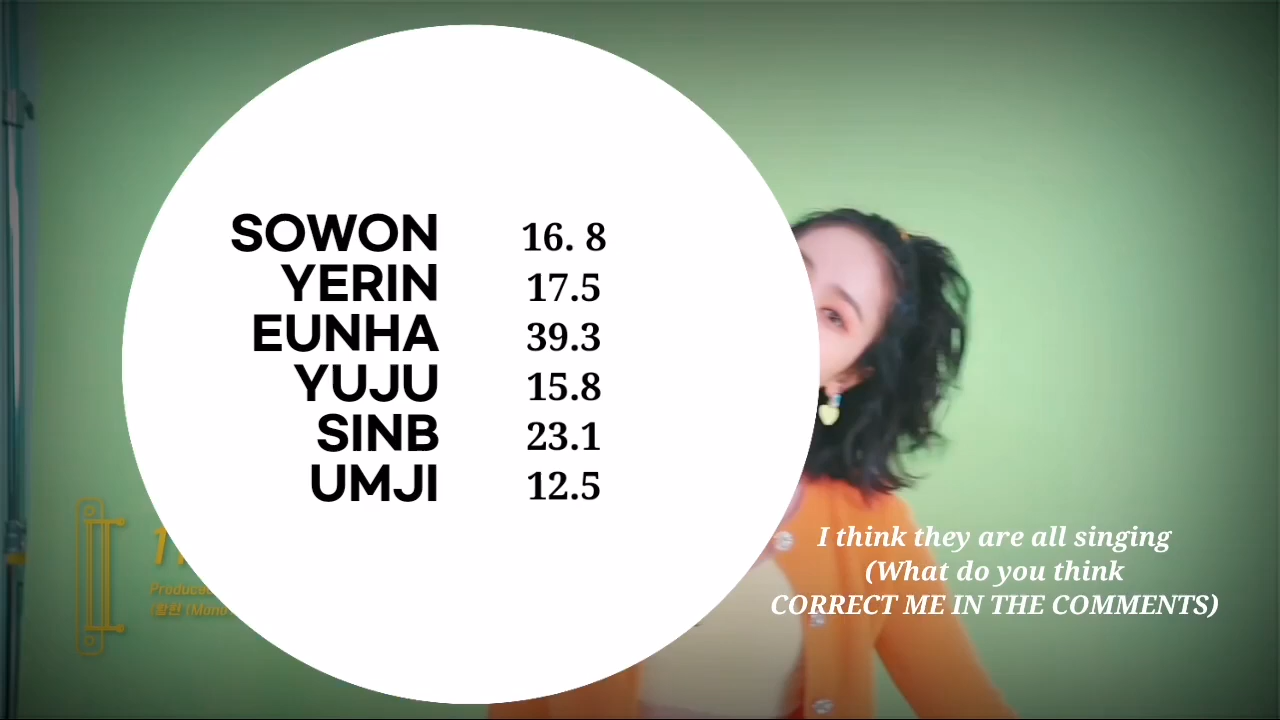 SOWON 16. 8
YERIN 17.5
EUNHA 39.3
YUJU 15.8
SINB 23.1
UMJI 12.5
I think they are all singing
(What do you think
CORRECT ME IN THE COMMENTS)